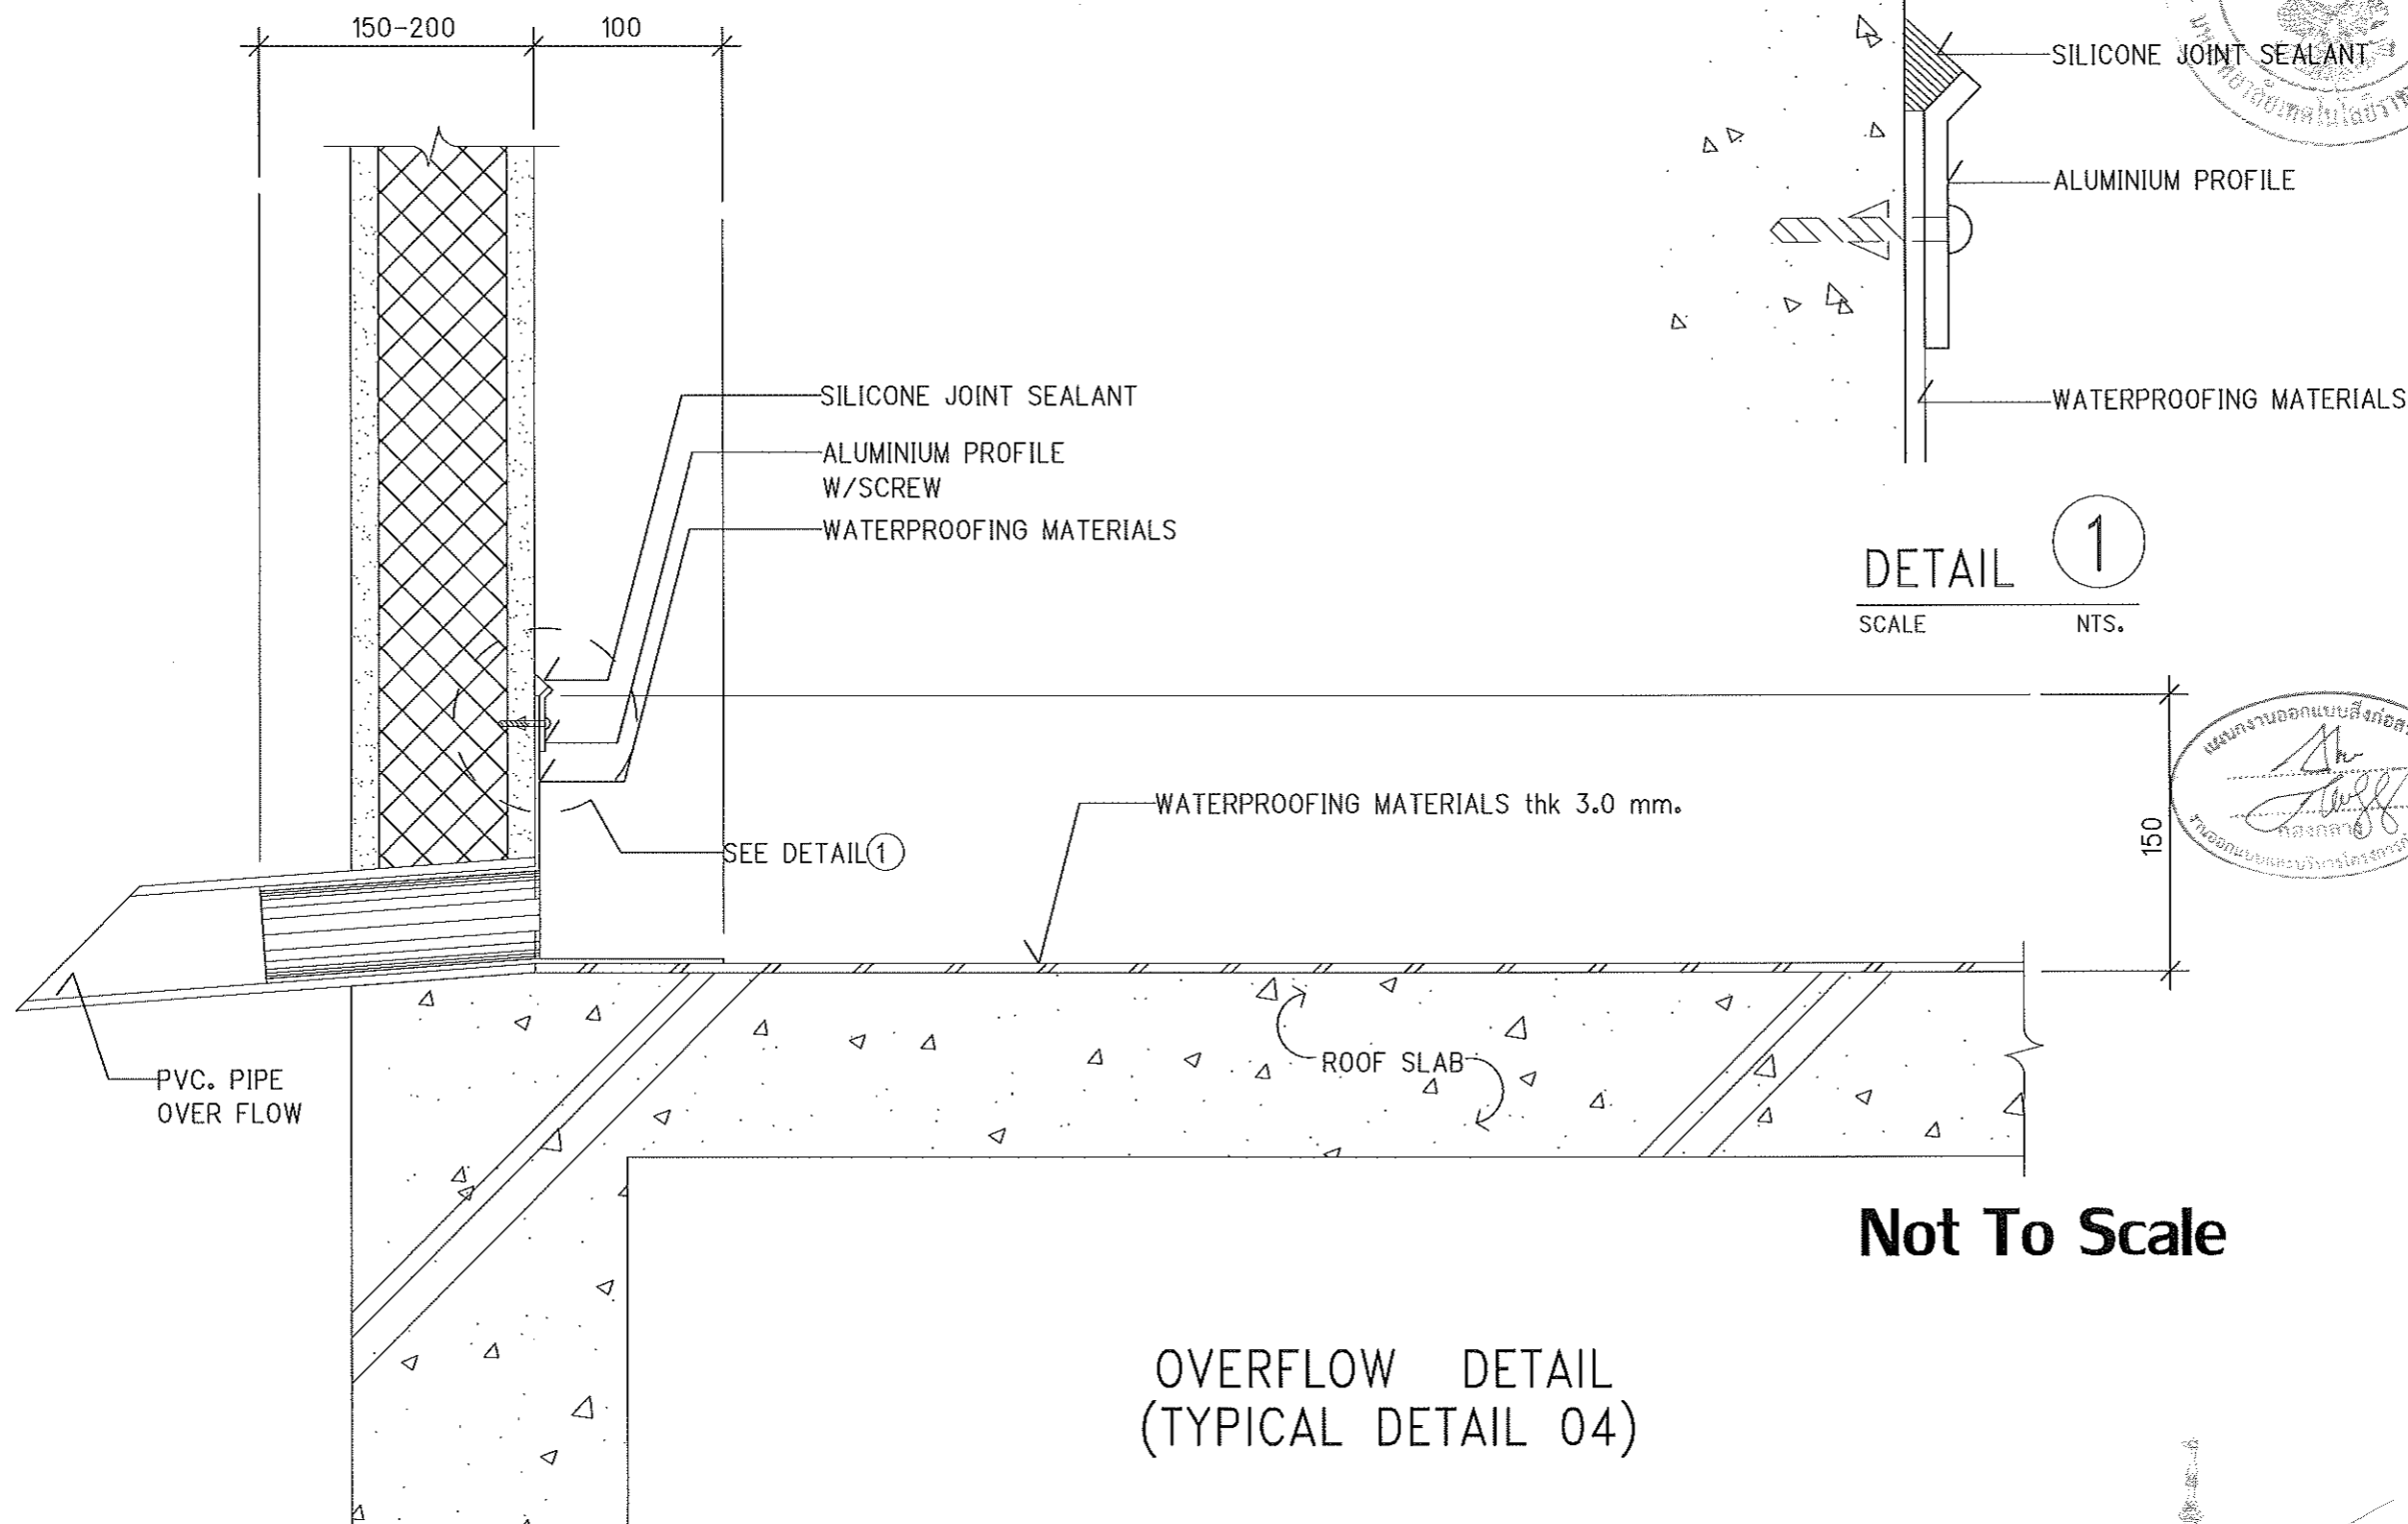 150-200
100
SILICONE JOINT SEALANT
ALUMINIUM PROFILE
WATERPROOFING MATERIALS
DETAIL 1
SCALE NTS.
SILICONE JOINT SEALANT
ALUMINIUM PROFILE
W/SCREW
WATERPROOFING MATERIALS
SEE DETAIL 1
WATERPROOFING MATERIALS thk 3.0 mm.
150
PVC. PIPE
OVER FLOW
ROOF SLAB
Not To Scale
OVERFLOW DETAIL
(TYPICAL DETAIL 04)